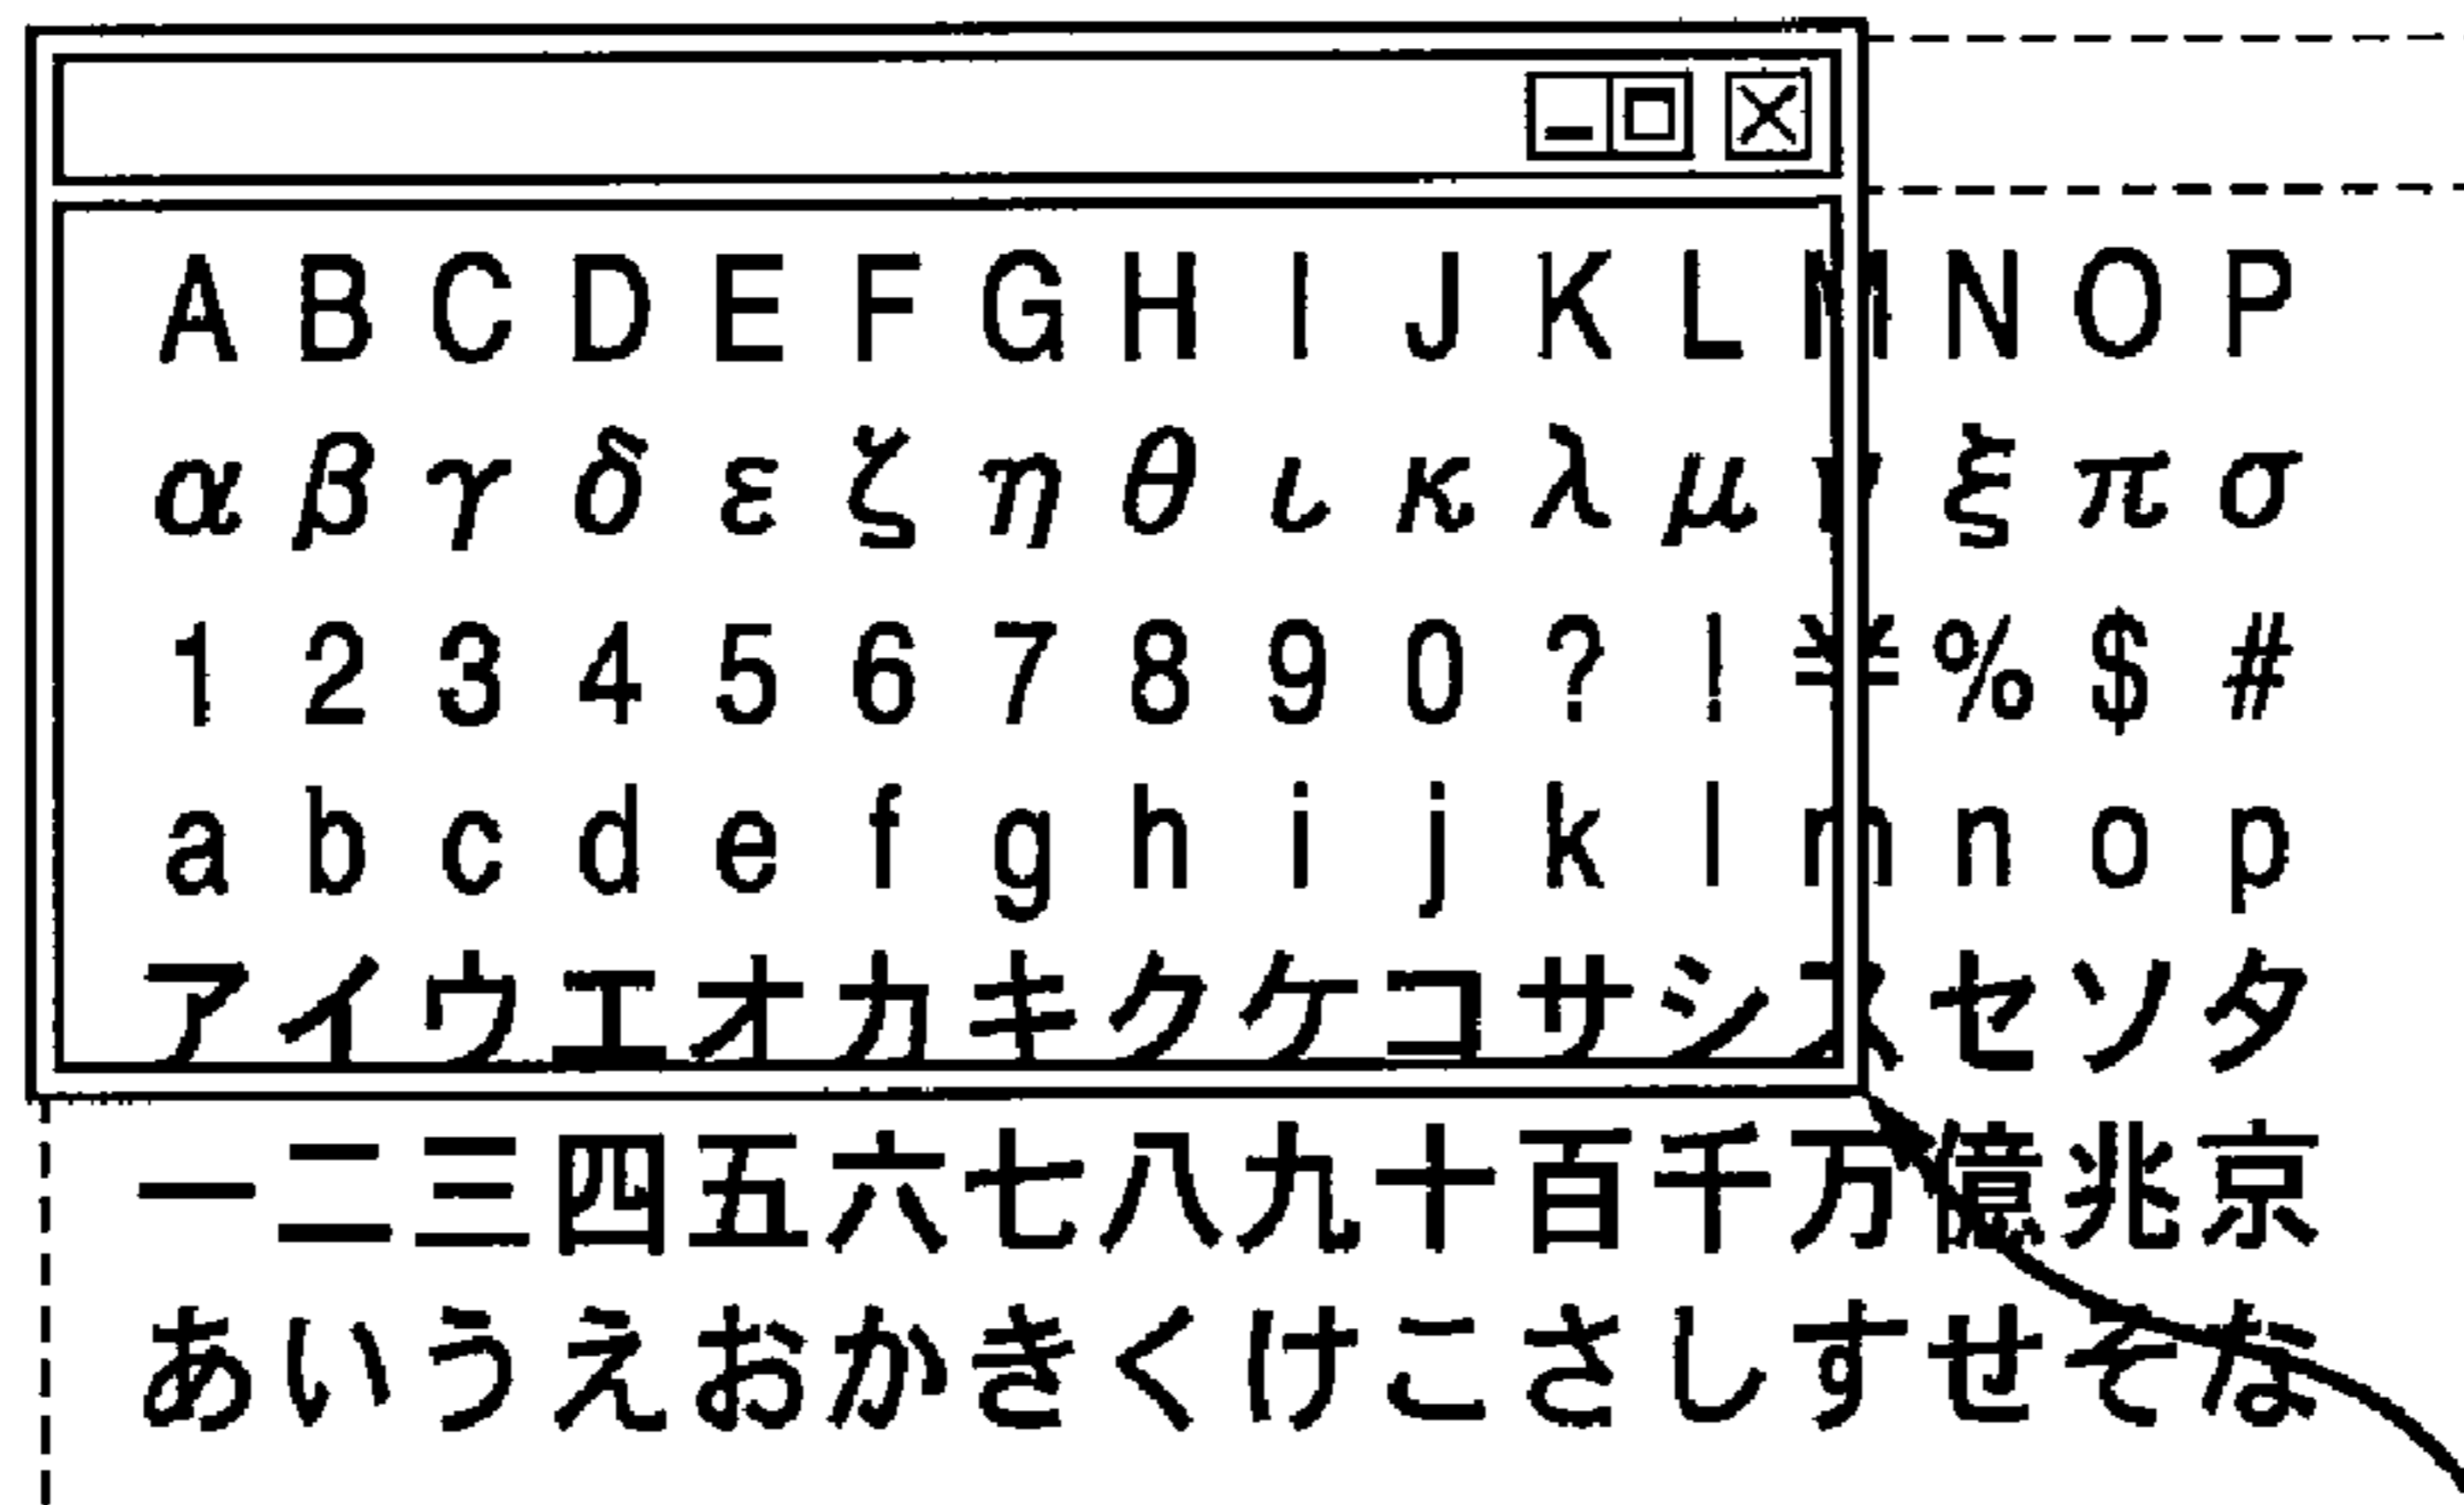 A B C D E F G H I J K L M N O P
α β γ δ ε ζ η θ ι κ λ μ ν ξ π σ
1 2 3 4 5 6 7 8 9 0 ? ! ¥ % $ #
a b c d e f g h i j k l m n o p
ア イ ウ エ オ カ キ ク ケ コ サ シ ス セ ソ タ
一 二 三 四 五 六 七 八 九 十 百 千 万 億 兆 京
あ い う え お か き く け こ さ し す せ そ な